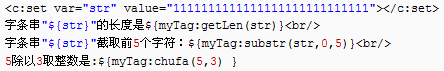 <c:set var="str" value="1111111111111111111111111111"></c:set>
字条串"${str}"的长度是${myTag:getLen(str)}<br/>
字条串"${str}"截取前5个字符：${myTag:substr(str,0,5)}<br/>
5除以3取整数是:${myTag:chufa(5,3) }